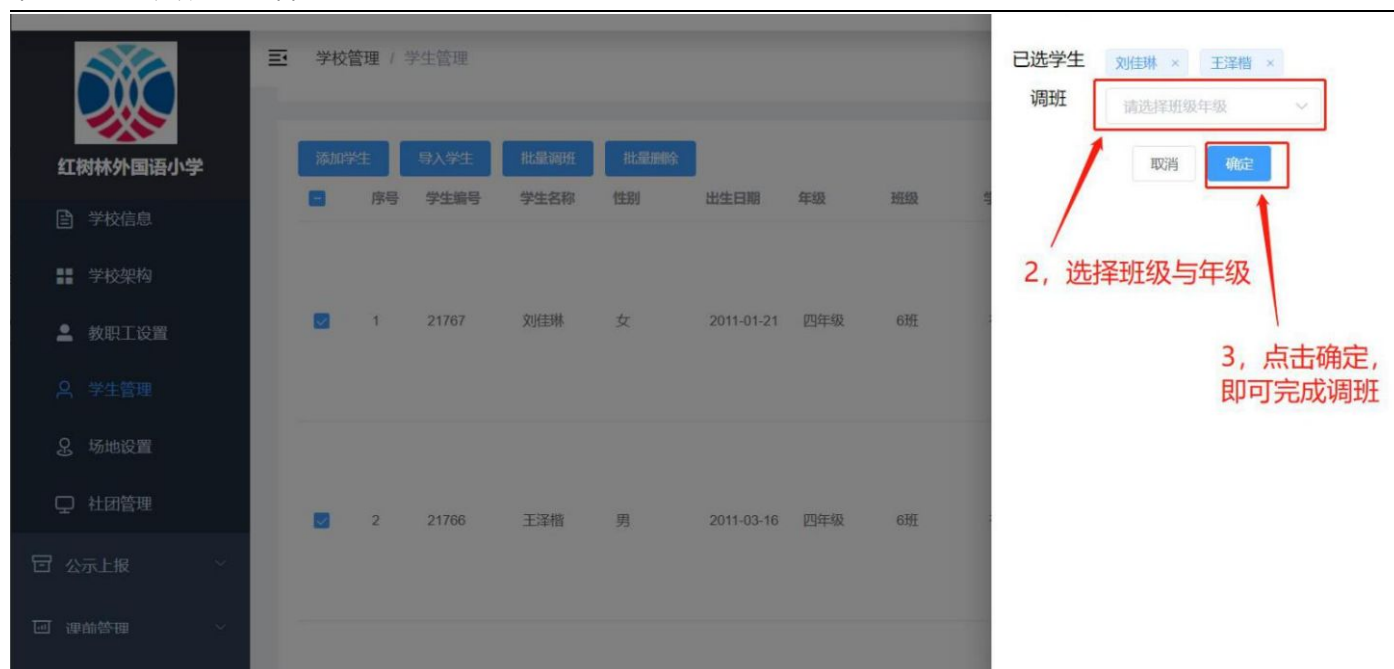 学校管理 / 学生管理
红树林外国语小学
学校信息
学校架构
教职工设置
学生管理
场地设置
社团管理
公示上报
课前管理
添加学生 导入学生 批量调班 批量删除
序号 学生编号 学生名称 性别 出生日期 年级 班级
1 21767 刘佳琳 女 2011-01-21 四年级 6班
2 21766 王泽楷 男 2011-03-16 四年级 6班
已选学生 刘佳琳 × 王泽楷 ×
调班 请选择班级年级
取消 确定
2，选择班级与年级
3，点击确定，
即可完成调班